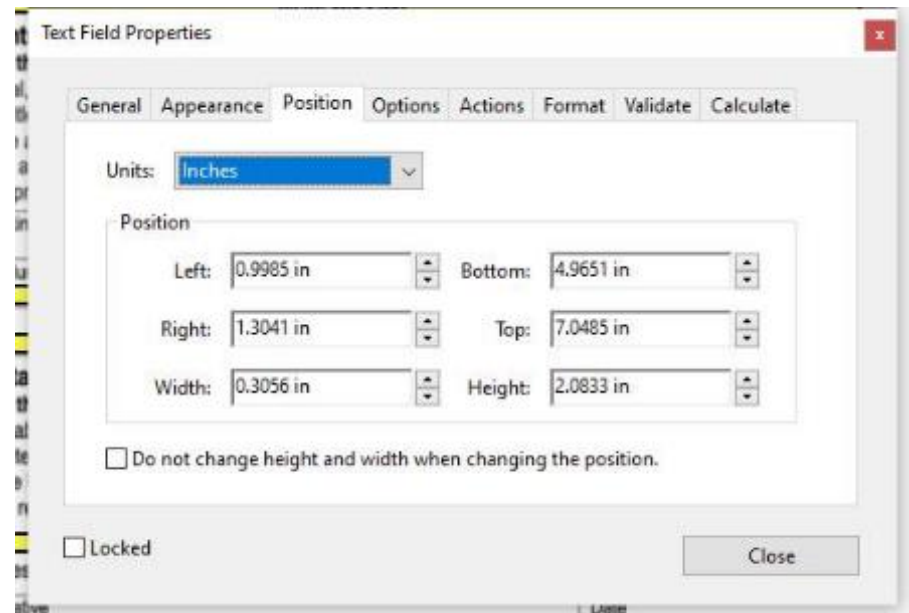 Text Field Properties
x
General Appearance Position Options Actions Format Validate Calculate
Units: Inches
Position
Left: 0.9985 in Bottom: 4.9651 in
Right: 1.3041 in Top: 7.0485 in
Width: 0.3056 in Height: 2.0833 in
Do not change height and width when changing the position.
Locked
Close
Date